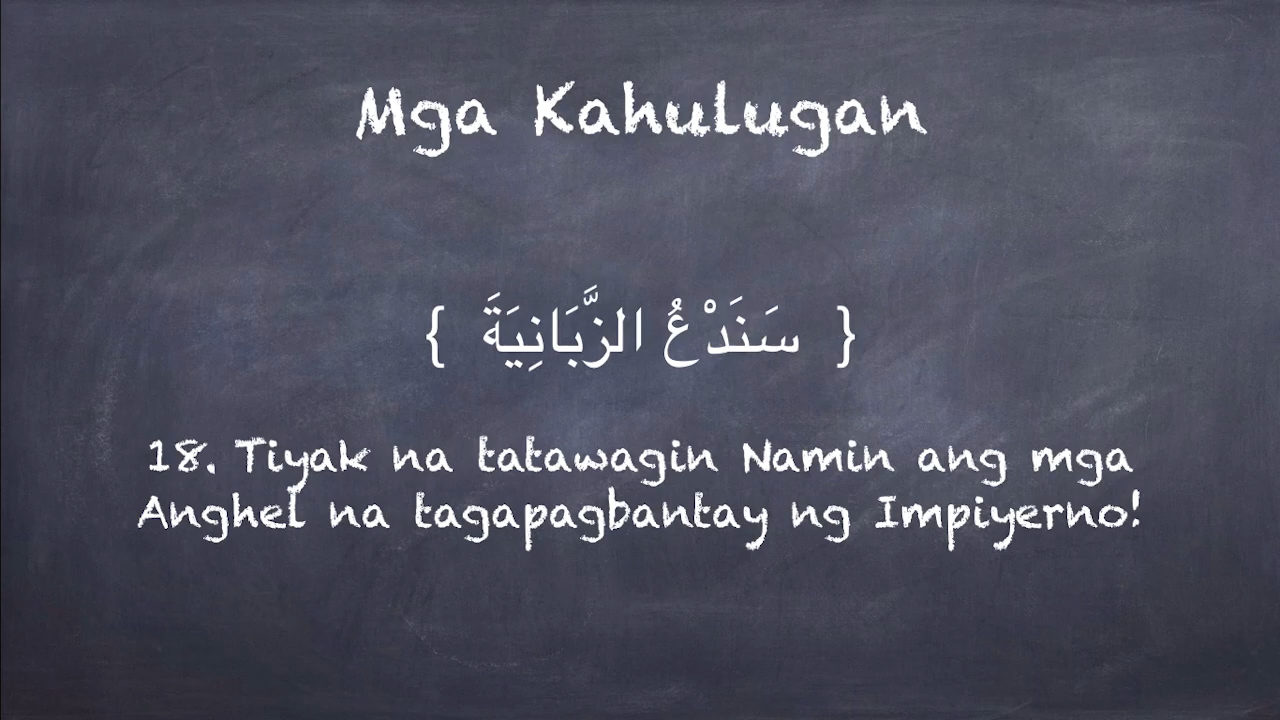 Mga Kahulugan
{ سَنَدْعُ الزَّبَانِيَةَ }
18. Tiyak na tatawagin Namin ang mga
Anghel na tagapagbantay ng Impiyerno!